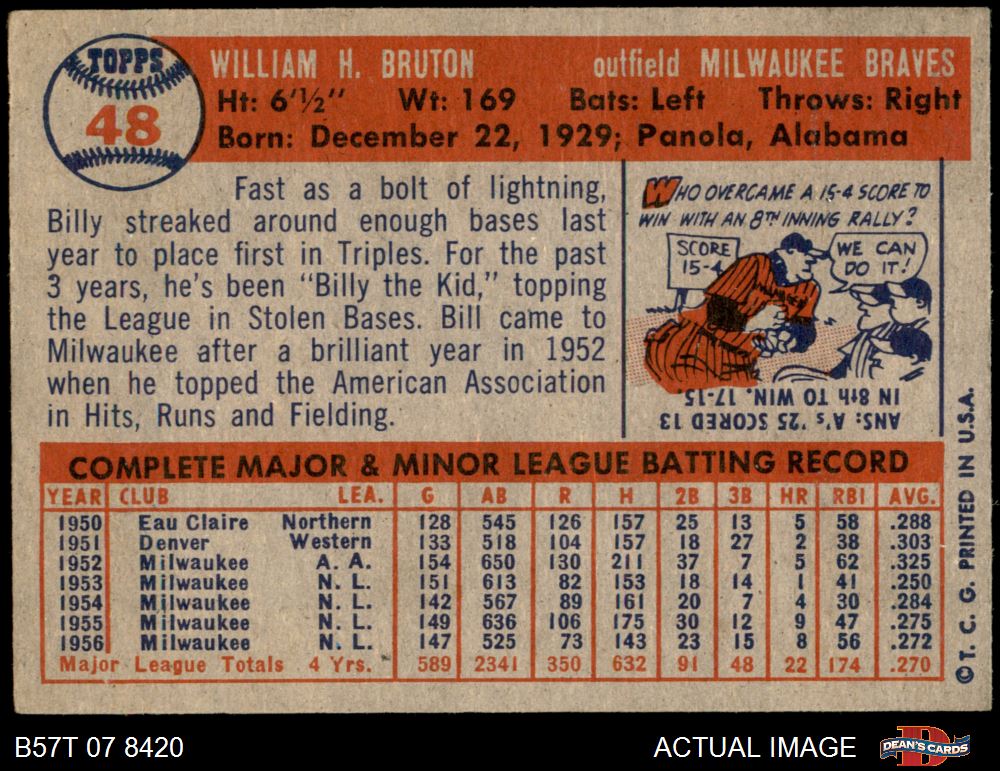 TOPPS
48
WILLIAM H. BRUTON outfield MILWAUKEE BRAVES
Ht: 6'½" Wt: 169 Bats: Left Throws: Right
Born: December 22, 1929; Panola, Alabama
Fast as a bolt of lightning,
Billy streaked around enough bases last
year to place first in Triples. For the past
3 years, he's been "Billy the Kid," topping
the League in Stolen Bases. Bill came to
Milwaukee after a brilliant year in 1952
when he topped the American Association
in Hits, Runs and Fielding.
WHO OVERCAME A 15-4 SCORE TO
WIN WITH AN 8TH INNING RALLY?
SCORE
15-4
WE CAN
DO IT!
ANS: A's '25 SCORED 13
IN 8th TO WIN. 17-15.
COMPLETE MAJOR & MINOR LEAGUE BATTING RECORD
YEAR CLUB LEA. G AB R H 2B 3B HR RBI AVG.
1950 Eau Claire Northern 128 545 126 157 25 13 5 58 .288
1951 Denver Western 133 518 104 157 18 27 2 38 .303
1952 Milwaukee A. A. 154 650 130 211 37 7 5 62 .325
1953 Milwaukee N. L. 151 613 82 153 18 14 1 41 .250
1954 Milwaukee N. L. 142 567 89 161 20 7 4 30 .284
1955 Milwaukee N. L. 149 636 106 175 30 12 9 47 .275
1956 Milwaukee N. L. 147 525 73 143 23 15 8 56 .272
Major League Totals 4 Yrs. 589 2341 350 632 91 48 22 174 .270
© T. C. G. PRINTED IN U.S.A.
B57T 07 8420 ACTUAL IMAGE
D
DEAN'S CARDS